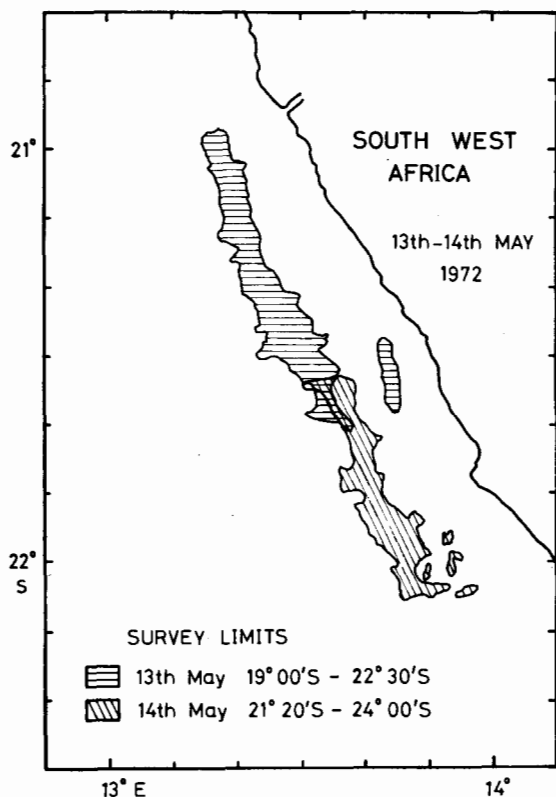 21°
SOUTH WEST
AFRICA
13th-14th MAY
1972
22°
S
SURVEY LIMITS
13th May 19°00'S - 22°30'S
14th May 21°20'S - 24°00'S
13°E
14°